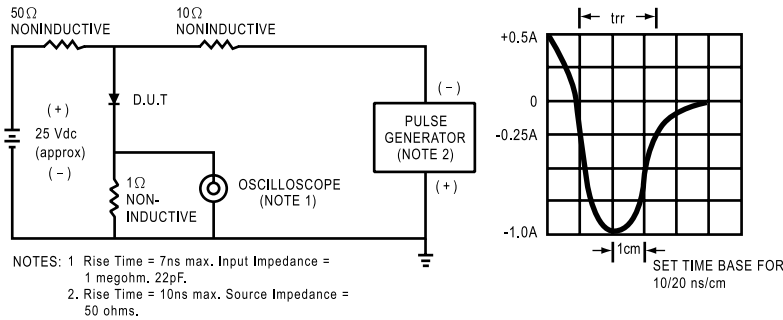 50Ω
NONINDUCTIVE
10Ω
NONINDUCTIVE
(+)
25 Vdc
(approx)
(−)
D.U.T
1Ω
NON-
INDUCTIVE
OSCILLOSCOPE
(NOTE 1)
(−)
PULSE
GENERATOR
(NOTE 2)
(+)
trr
+0.5A
0
-0.25A
-1.0A
1cm
SET TIME BASE FOR
10/20 ns/cm
NOTES: 1 Rise Time = 7ns max. Input Impedance =
1 megohm. 22pF.
2. Rise Time = 10ns max. Source Impedance =
50 ohms.